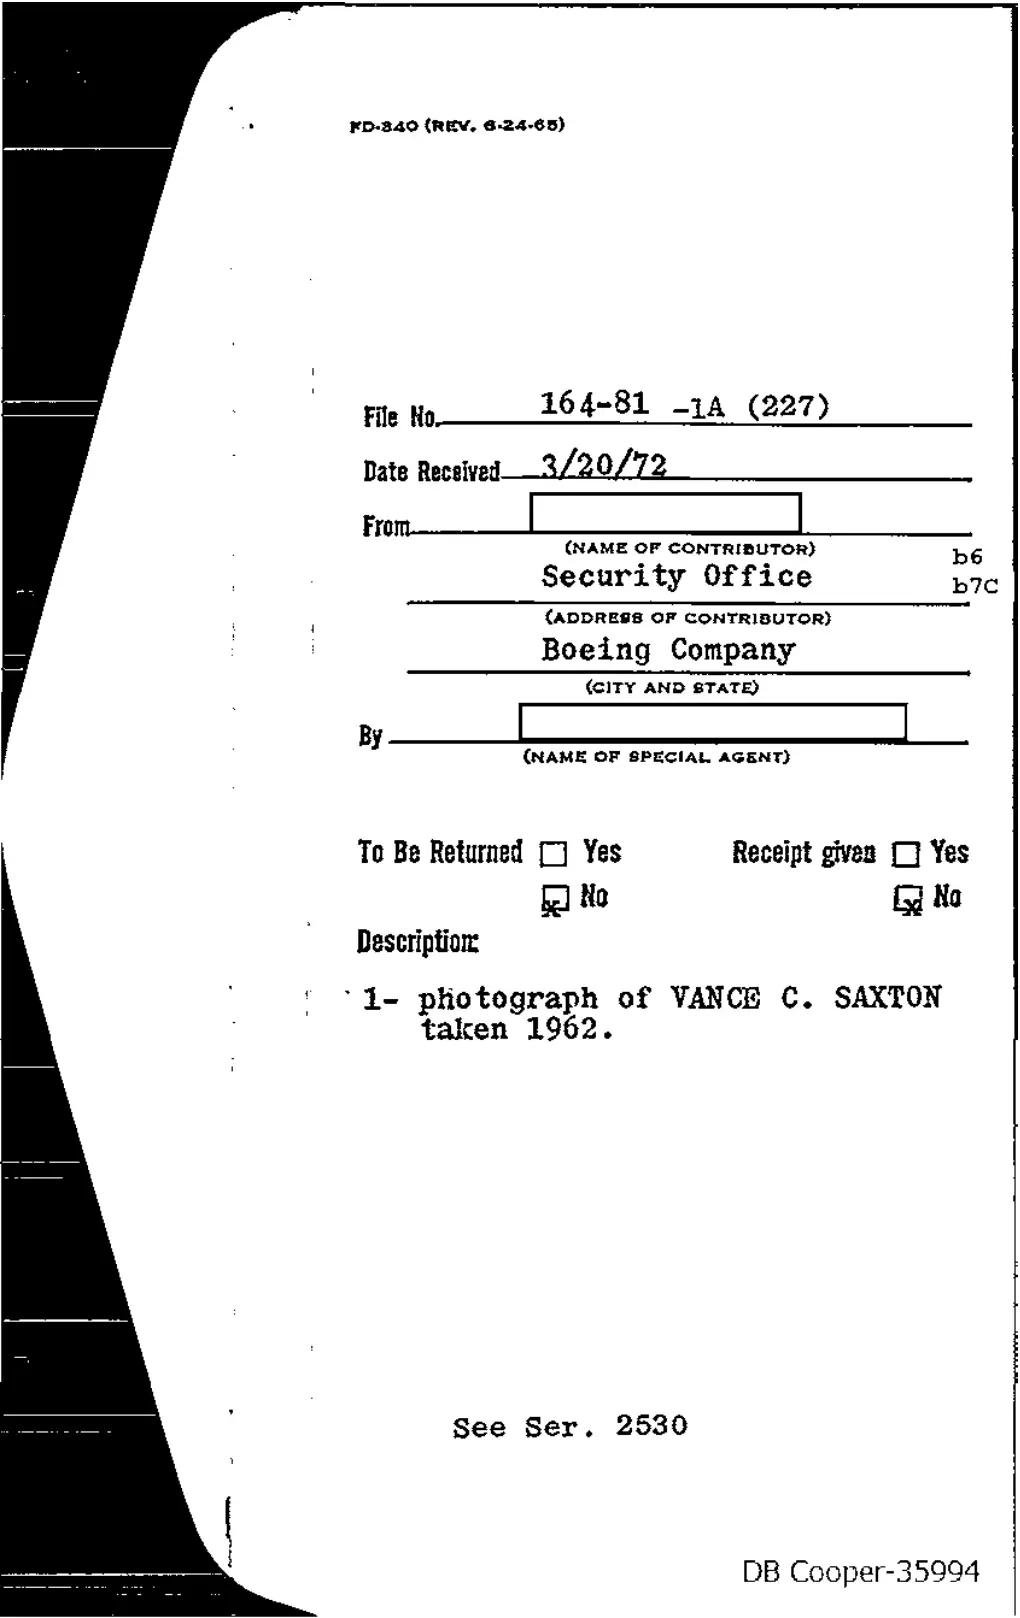 FD-340 (REV. 6-24-65)
File No. 164-81 -1A (227)
Date Received 3/20/72
From
(NAME OF CONTRIBUTOR)
b6
Security Office
b7C
(ADDRESS OF CONTRIBUTOR)
Boeing Company
(CITY AND STATE)
By
(NAME OF SPECIAL AGENT)
To Be Returned ☐ Yes Receipt given ☐ Yes
☒ No ☒ No
Description:
1- photograph of VANCE C. SAXTON
taken 1962.
See Ser. 2530
DB Cooper-35994